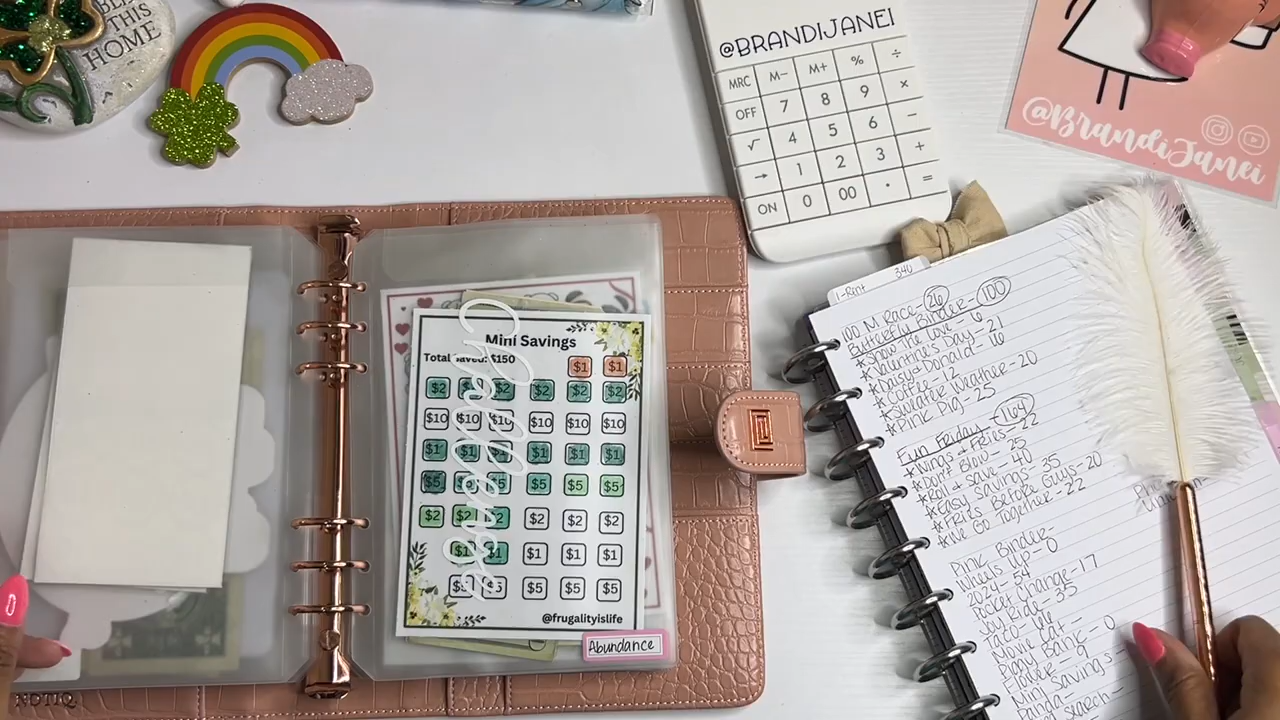 BLESS
THIS
HOME
@BRANDIJANEI
MRC M- M+ % ÷
OFF 7 8 9 ×
√ 4 5 6 −
→ 1 2 3 +
ON 0 00 • =
@BrandiJanei
Challenges
Mini Savings
Total Saved: $150
$1 $1
$2 $2 $2 $2 $2 $2
$10 $10 $10 $10 $10 $10
$1 $1 $1 $1 $1 $1
$5 $5 $5 $5 $5 $5
$2 $2 $2 $2 $2 $2
$1 $1 $1 $1 $1
$5 $5 $5 $5 $5
@frugalityislife
Abundance
1-Rent 340
100 M Race- 26
Butterfly Binder- 100
*Show The Love- 6
*Valentines Day- 21
*Daisy & Donald- 16
*Coffee- 12
*Sweater Weather-20
*Pink Pig- 25
Fun Friday- 164
*Wings & Fries- 22
*Don't Blow- 25
*Roll & Save- 40
*Easy Savings- 35
*Fries Before Guys- 20
*We Go Together- 22
Pink Binder-
Wheels Up- 0
2024- 54
Pocket Change-17
Joy Ride- 35
Taco
Movie
Piggy Bank- 0
Mini Savings-
Panda-